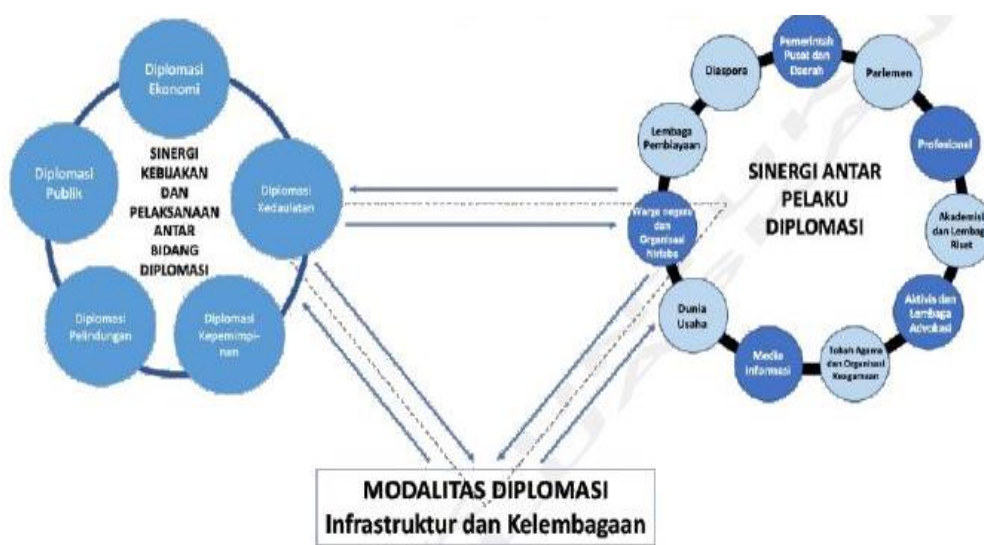 Diplomasi
Ekonomi
Diplomasi
Publik
SINERGI
KEBIJAKAN
DAN
PELAKSANAAN
ANTAR
BIDANG
DIPLOMASI
Diplomasi
Kedaulatan
Diplomasi
Pelindungan
Diplomasi
Kepemimpi-
nan
Pemerintah
Pusat dan
Daerah
Diaspora
Parlemen
Lembaga
Pembiayaan
Profesional
SINERGI ANTAR
PELAKU
DIPLOMASI
Warga negara
dan
Organisasi
Nirlaba
Akademisi
dan Lembaga
Riset
Dunia
Usaha
Aktivis dan
Lembaga
Advokasi
Media
Informasi
Tokoh Agama
dan Organisasi
Keagamaan
MODALITAS DIPLOMASI
Infrastruktur dan Kelembagaan